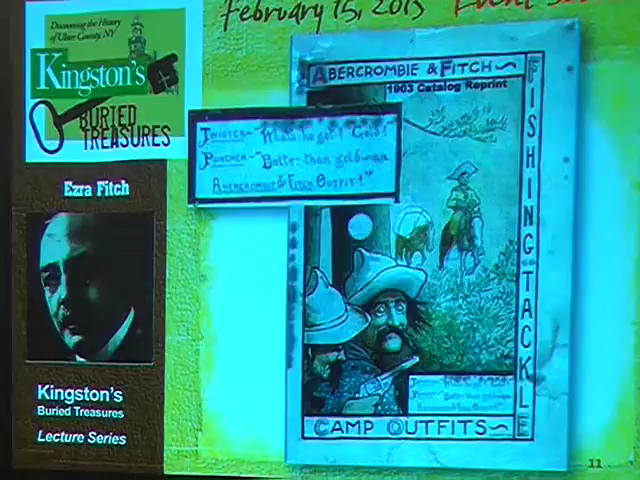 February 15, 2013
Discovering the History
of Ulster County, NY
Kingston's
BURIED
TREASURES
Ezra Fitch
Kingston's
Buried Treasures
Lecture Series
ABERCROMBIE & FITCH
1903 Catalog Reprint
FISHING TACKLE
TWISTER - "What's he got? Gold?"
PUNCHER - "Better than gold - an
ABERCROMBIE & FITCH OUTFIT!"
CAMP OUTFITS
11